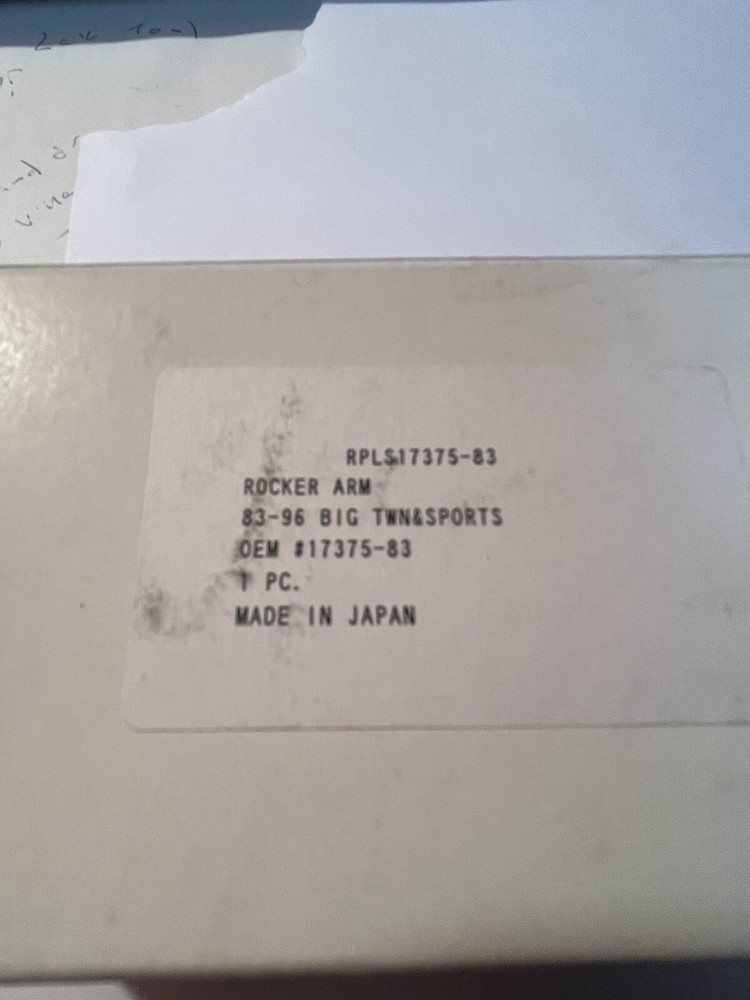 RPLS17375-83
ROCKER ARM
83-96 BIG TWN&SPORTS
OEM #17375-83
1 PC.
MADE IN JAPAN